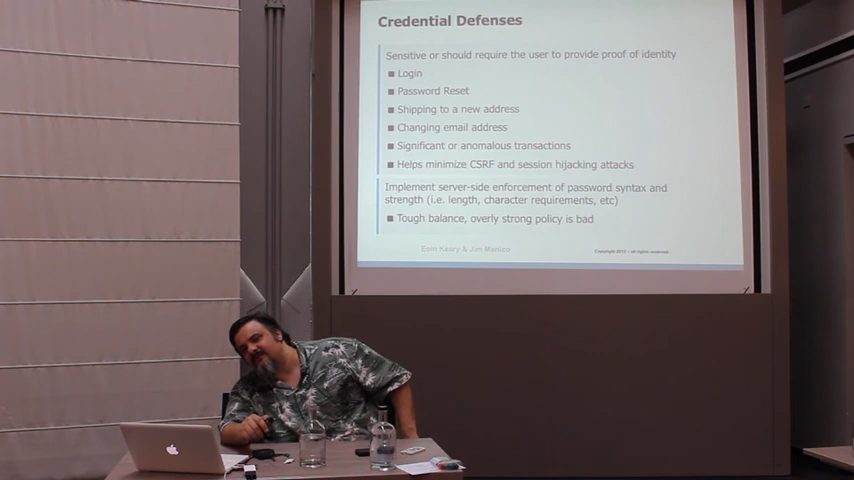 Credential Defenses
Sensitive or should require the user to provide proof of identity
■ Login
■ Password Reset
■ Shipping to a new address
■ Changing email address
■ Significant or anomalous transactions
■ Helps minimize CSRF and session hijacking attacks
Implement server-side enforcement of password syntax and
strength (i.e. length, character requirements, etc)
■ Tough balance, overly strong policy is bad
Eoin Keary & Jim Manico